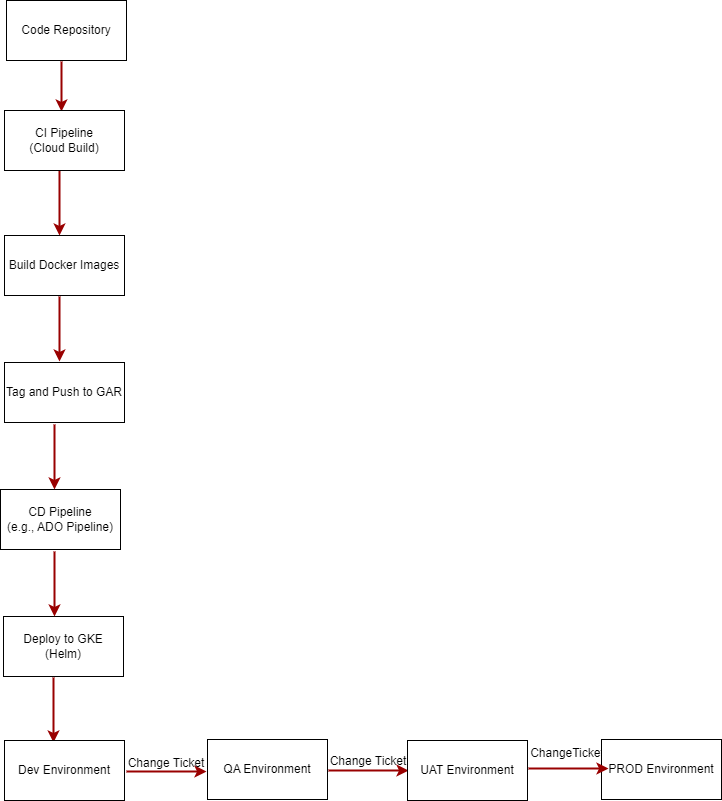 Code Repository
CI Pipeline
(Cloud Build)
Build Docker Images
Tag and Push to GAR
CD Pipeline
(e.g., ADO Pipeline)
Deploy to GKE
(Helm)
Dev Environment
Change Ticket
QA Environment
Change Ticket
UAT Environment
ChangeTicke
PROD Environment